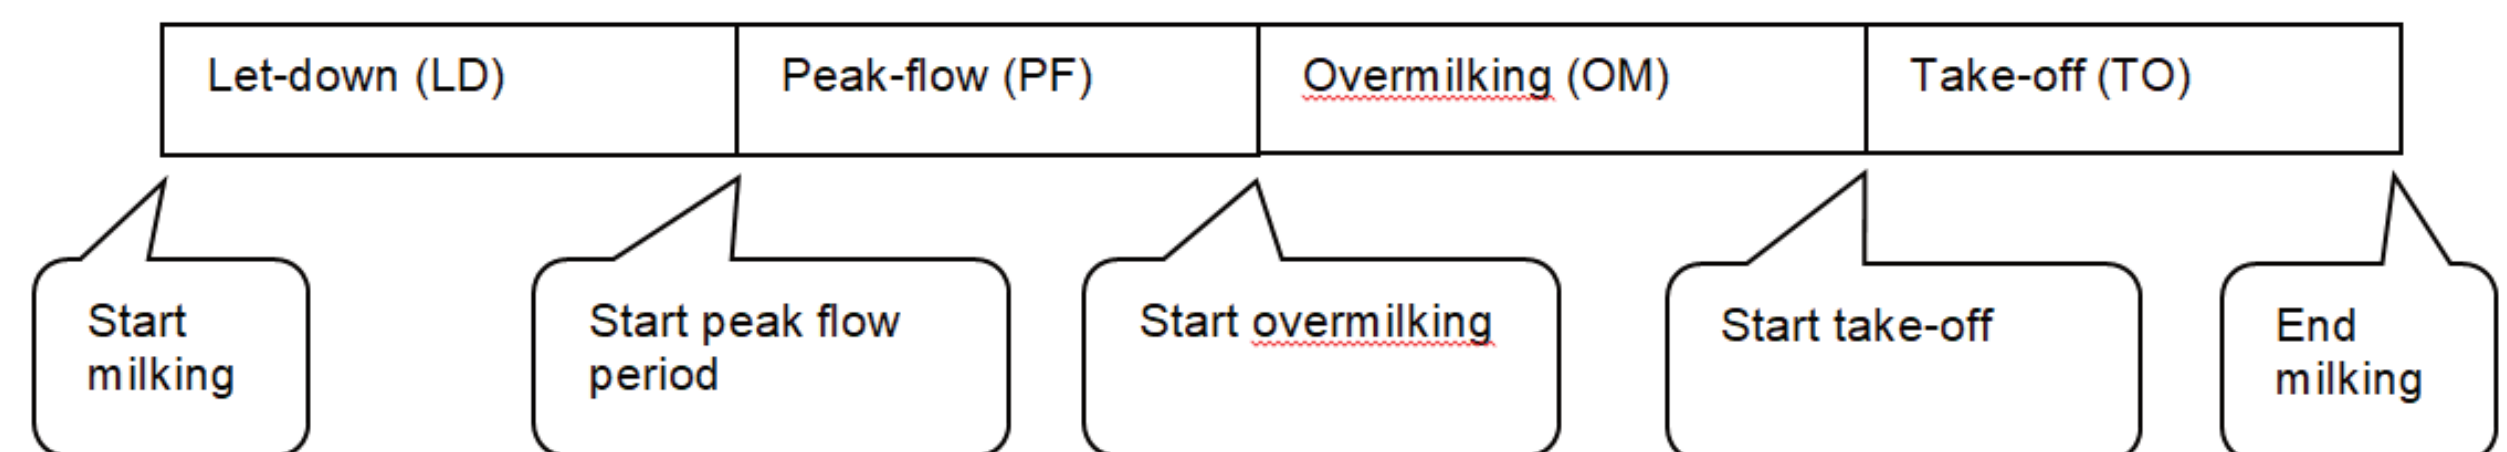 Let-down (LD) Peak-flow (PF) Overmilking (OM) Take-off (TO)
Start
milking
Start peak flow
period
Start overmilking
Start take-off
End
milking